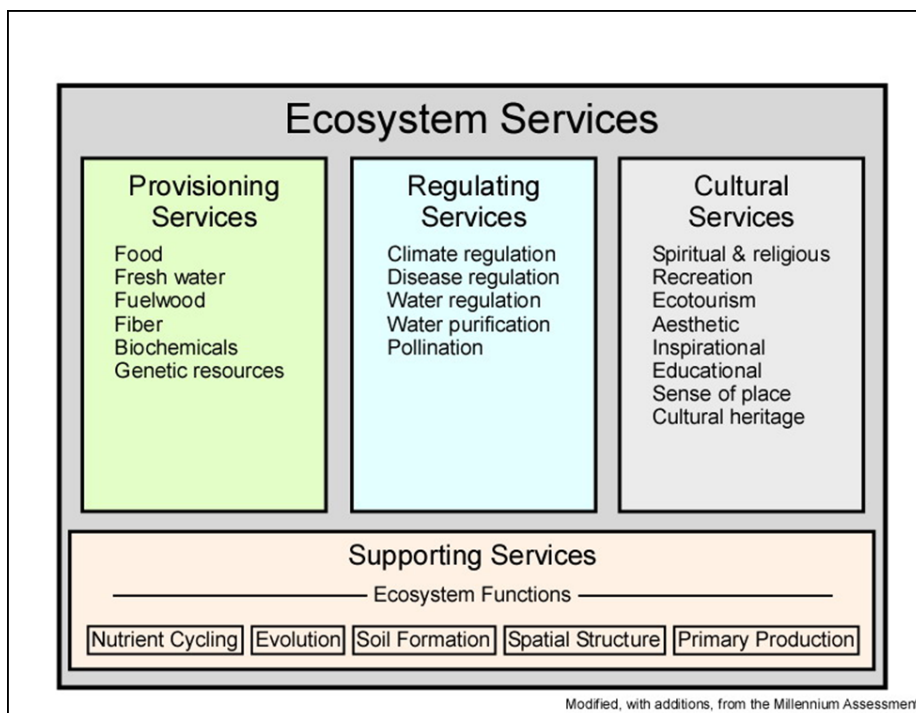 Ecosystem Services
Provisioning
Services
Food
Fresh water
Fuelwood
Fiber
Biochemicals
Genetic resources
Regulating
Services
Climate regulation
Disease regulation
Water regulation
Water purification
Pollination
Cultural
Services
Spiritual & religious
Recreation
Ecotourism
Aesthetic
Inspirational
Educational
Sense of place
Cultural heritage
Supporting Services
Ecosystem Functions
Nutrient Cycling
Evolution
Soil Formation
Spatial Structure
Primary Production
Modified, with additions, from the Millennium Assessment